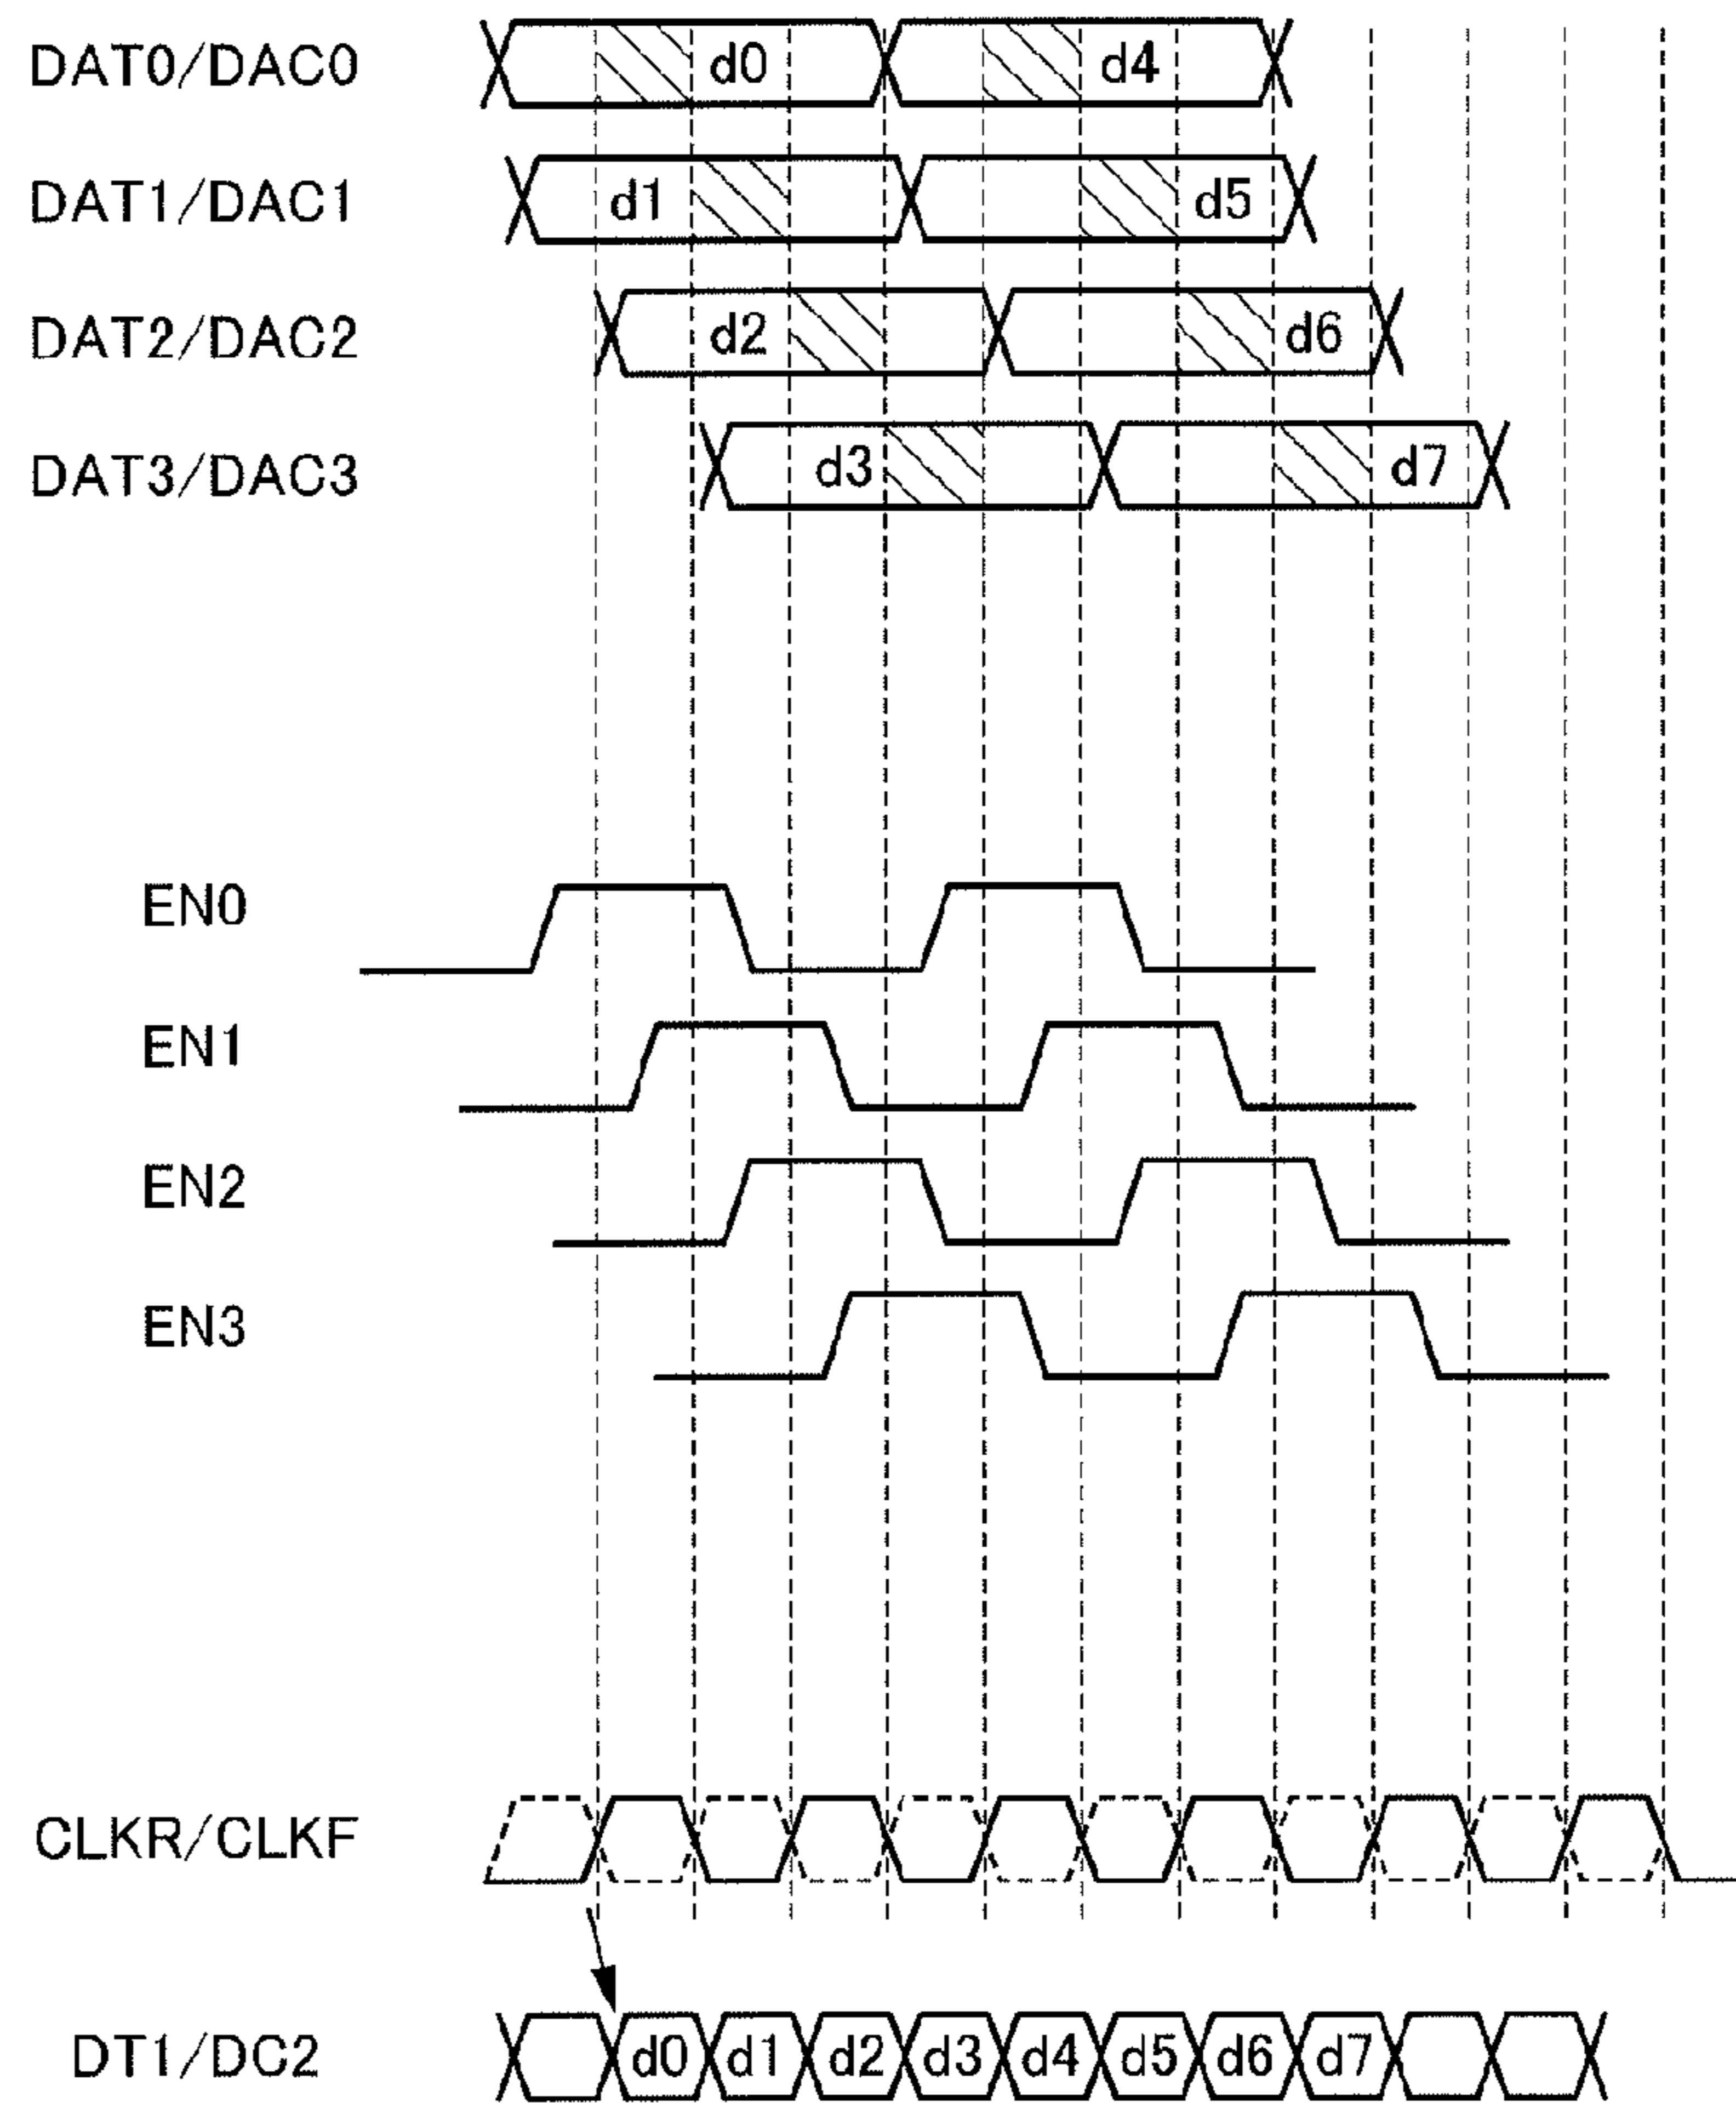 DAT0/DAC0 d0 d4
DAT1/DAC1 d1 d5
DAT2/DAC2 d2 d6
DAT3/DAC3 d3 d7
EN0
EN1
EN2
EN3
CLKR/CLKF
DT1/DC2 d0 d1 d2 d3 d4 d5 d6 d7